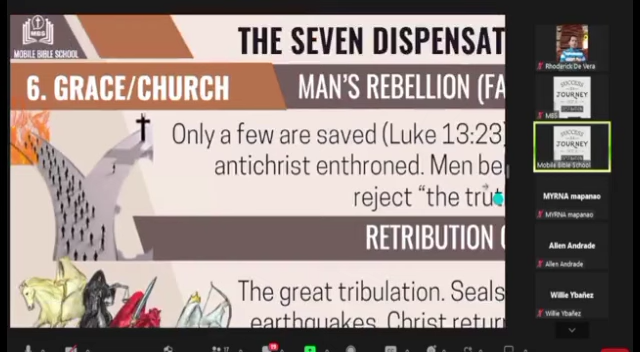 MBS
MOBILE BIBLE SCHOOL
THE SEVEN DISPENSAT
6. GRACE/CHURCH
MAN'S REBELLION (FA
Only a few are saved (Luke 13:23)
antichrist enthroned. Men be
reject “the trut
RETRIBUTION
The great tribulation. Seals
earthquakes. Christ return
Rhoderick De Vera
SUCCESS
JOURNEY
MBS
SUCCESS
JOURNEY
Mobile Bible School
MYRNA mapanao
MYRNA mapanao
Allen Andrade
Allen Andrade
Willie Ybañez
Willie Ybañez